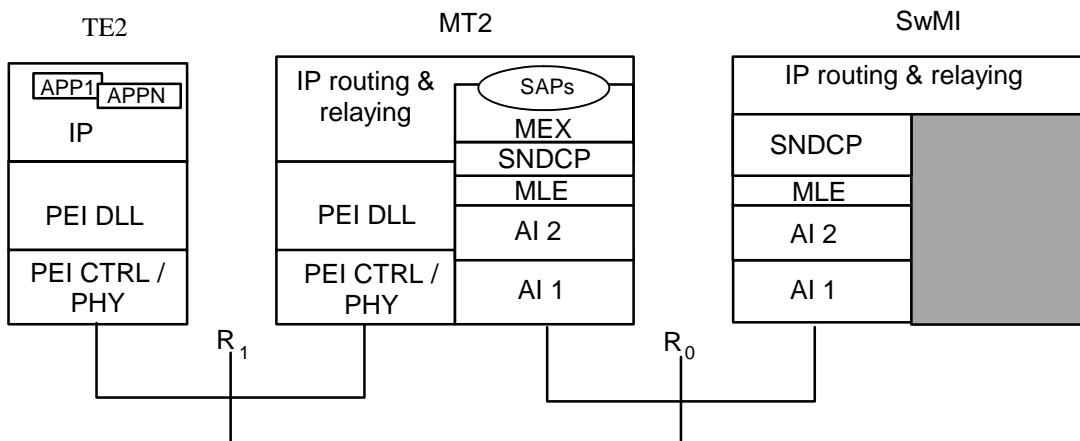 TE2
MT2
SwMI
APP1
APPN
IP
PEI DLL
PEI CTRL /
PHY
IP routing &
relaying
SAPs
MEX
SNDCP
MLE
AI 2
AI 1
PEI DLL
PEI CTRL /
PHY
IP routing & relaying
SNDCP
MLE
AI 2
AI 1
R1
R0